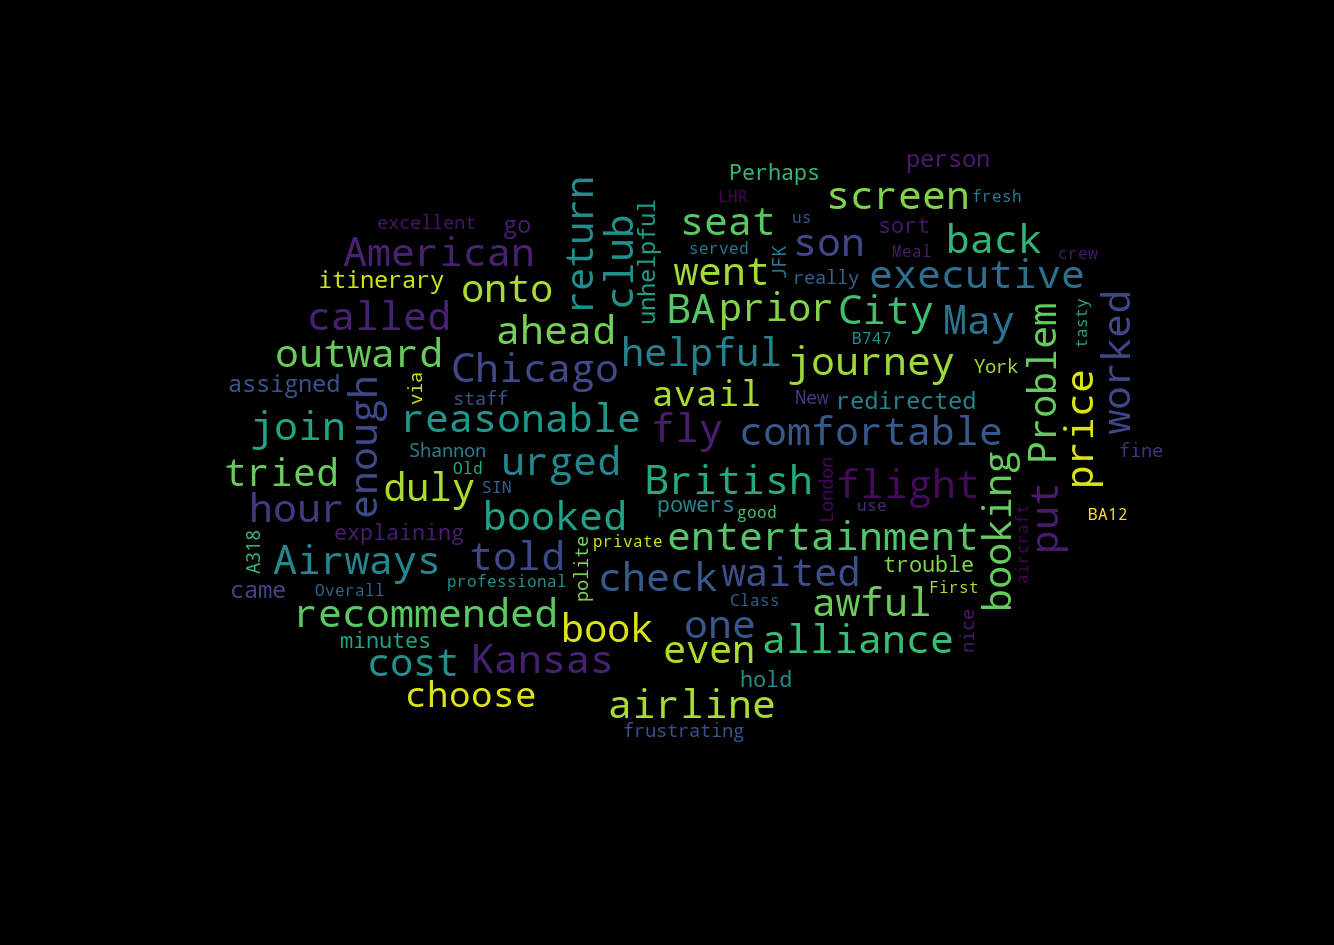 person
Perhaps
LHR
screen
fresh
excellent
go
return
club
unhelpful
seat
us
son
sort
back
American
served
JFK
Meal
crew
itinerary
onto
went
really
executive
called
ahead
BA
prior
City
May
Problem
tasty
worked
outward
Chicago
helpful
B747
journey
York
price
assigned
enough
via
staff
avail
New
redirected
join
reasonable
fly
comfortable
fine
tried
Shannon
Old
urged
SIN
duly
British
London
flight
booking
put
hour
booked
powers
good
use
BA12
A318
explaining
private
entertainment
aircraft
Airways
told
polite
check
waited
trouble
came
Overall
professional
Class
First
recommended
book
one
awful
nice
minutes
even
alliance
cost
Kansas
hold
choose
airline
frustrating